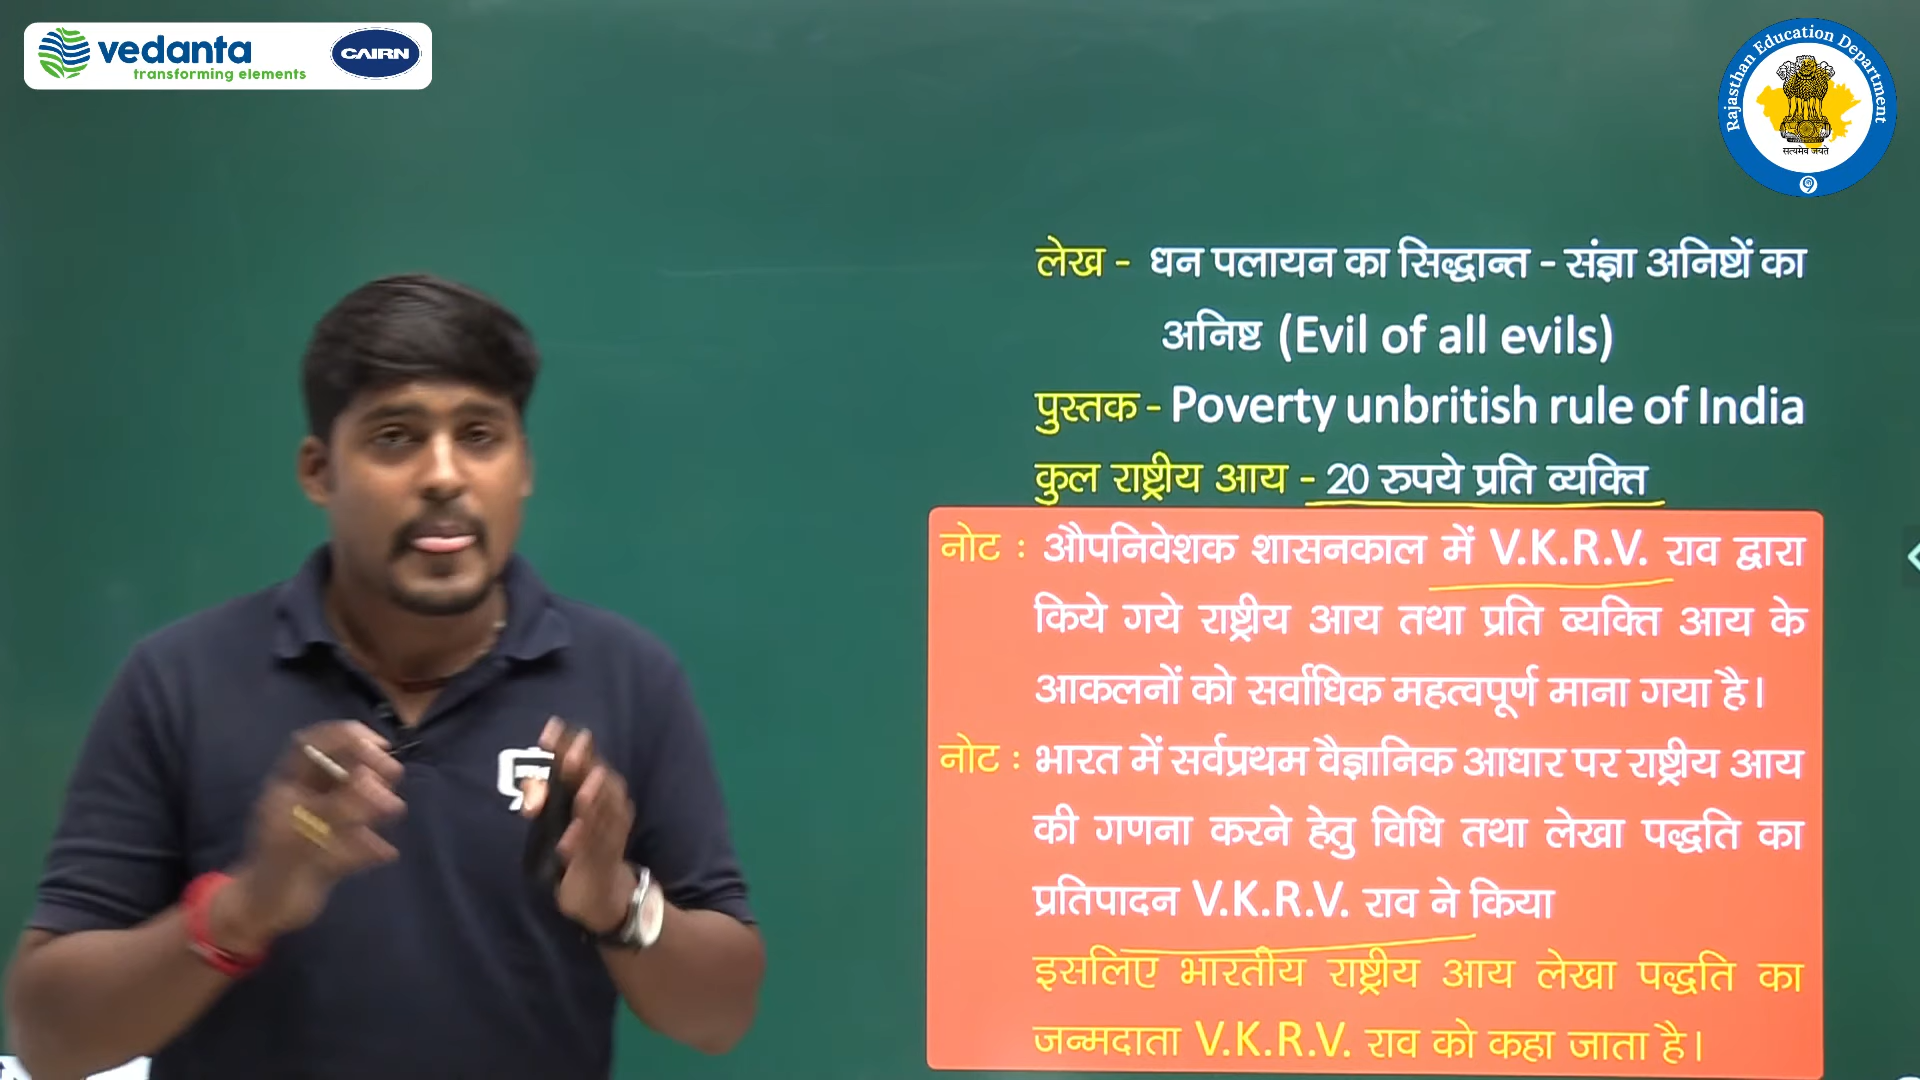 vedanta
transforming elements
CAIRN
Rajasthan Education Department
सत्यमेव जयते
लेख - धन पलायन का सिद्धान्त - संज्ञा अनिष्टों का
अनिष्ट (Evil of all evils)
पुस्तक - Poverty unbritish rule of India
कुल राष्ट्रीय आय - 20 रुपये प्रति व्यक्ति
नोट : औपनिवेशक शासनकाल में V.K.R.V. राव द्वारा
किये गये राष्ट्रीय आय तथा प्रति व्यक्ति आय के
आकलनों को सर्वाधिक महत्वपूर्ण माना गया है।
नोट : भारत में सर्वप्रथम वैज्ञानिक आधार पर राष्ट्रीय आय
की गणना करने हेतु विधि तथा लेखा पद्धति का
प्रतिपादन V.K.R.V. राव ने किया
इसलिए भारतीय राष्ट्रीय आय लेखा पद्धति का
जन्मदाता V.K.R.V. राव को कहा जाता है।